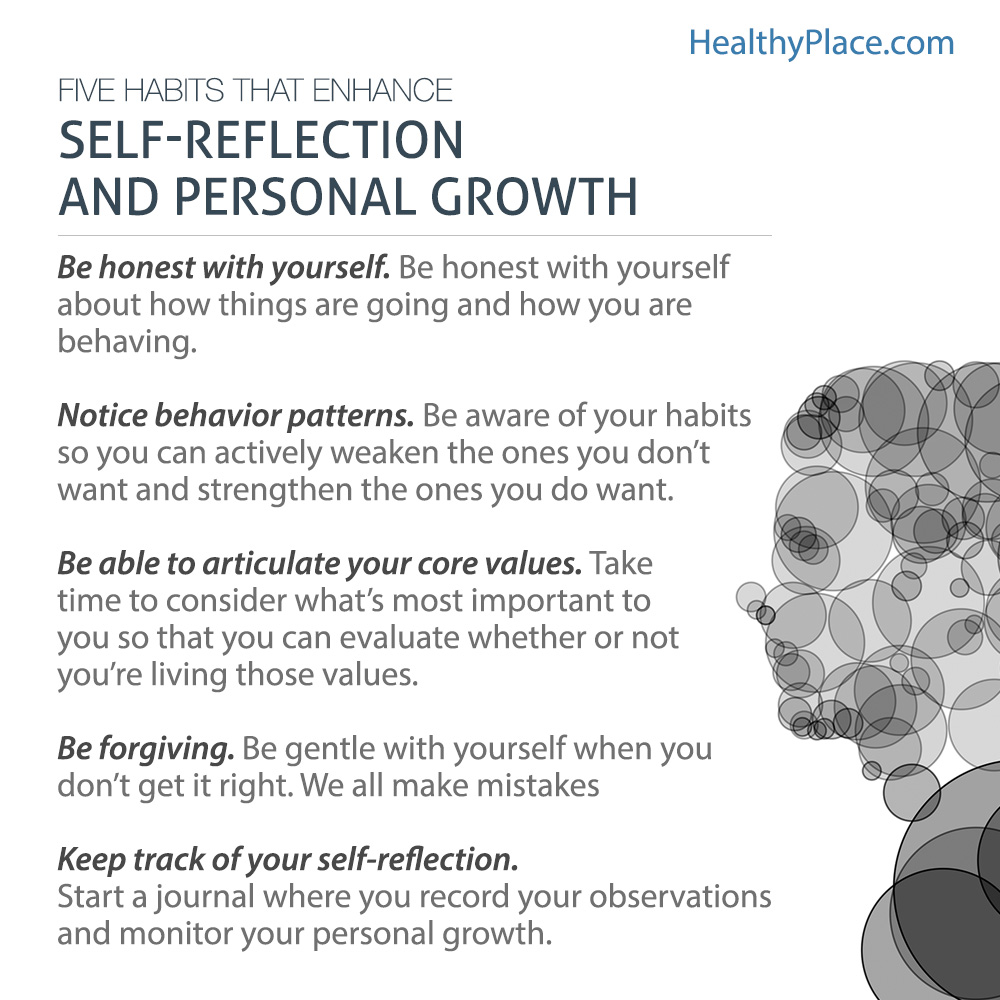 HealthyPlace.com
FIVE HABITS THAT ENHANCE
SELF-REFLECTION
AND PERSONAL GROWTH
Be honest with yourself. Be honest with yourself
about how things are going and how you are
behaving.
Notice behavior patterns. Be aware of your habits
so you can actively weaken the ones you don’t
want and strengthen the ones you do want.
Be able to articulate your core values. Take
time to consider what’s most important to
you so that you can evaluate whether or not
you’re living those values.
Be forgiving. Be gentle with yourself when you
don’t get it right. We all make mistakes
Keep track of your self-reflection.
Start a journal where you record your observations
and monitor your personal growth.